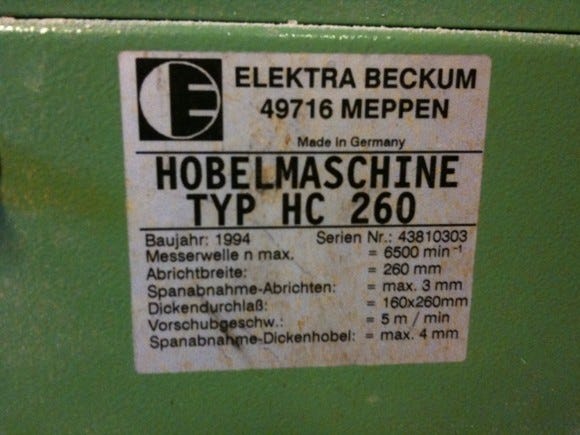 E ELEKTRA BECKUM
49716 MEPPEN
Made in Germany
HOBELMASCHINE
TYP HC 260
Baujahr: 1994 Serien Nr.: 43810303
Messerwelle n max. = 6500 min⁻¹
Abrichtbreite: = 260 mm
Spanabnahme-Abrichten: = max. 3 mm
Dickendurchlaß: = 160x260mm
Vorschubgeschw.: = 5 m / min
Spanabnahme-Dickenhobel: = max. 4 mm